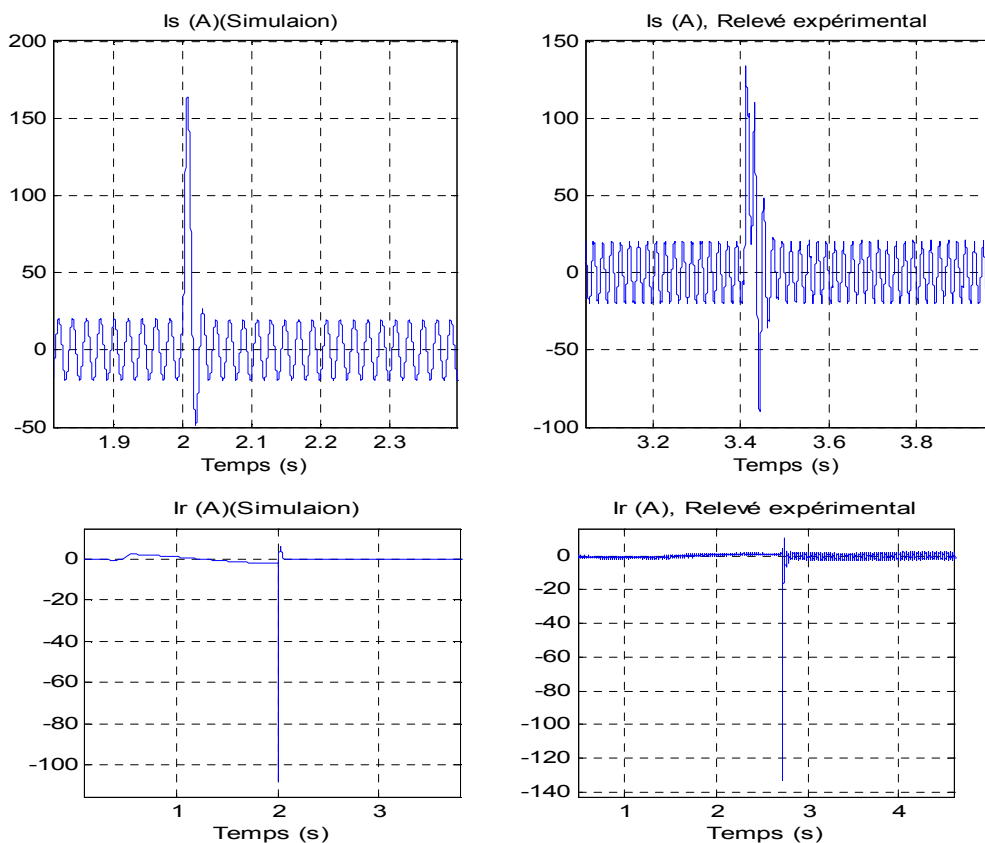 Is (A)(Simulaion)
200
150
100
50
0
-50
1.9 2 2.1 2.2 2.3
Temps (s)
Is (A), Relevé expérimental
150
100
50
0
-50
-100
3.2 3.4 3.6 3.8
Temps (s)
Ir (A)(Simulaion)
0
-20
-40
-60
-80
-100
1 2 3
Temps (s)
Ir (A), Relevé expérimental
0
-20
-40
-60
-80
-100
-120
-140
1 2 3 4
Temps (s)